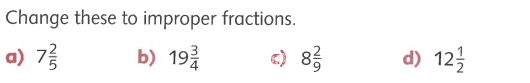 Change these to improper fractions.
a) 7 2/5 b) 19 3/4 c) 8 2/9 d) 12 1/2